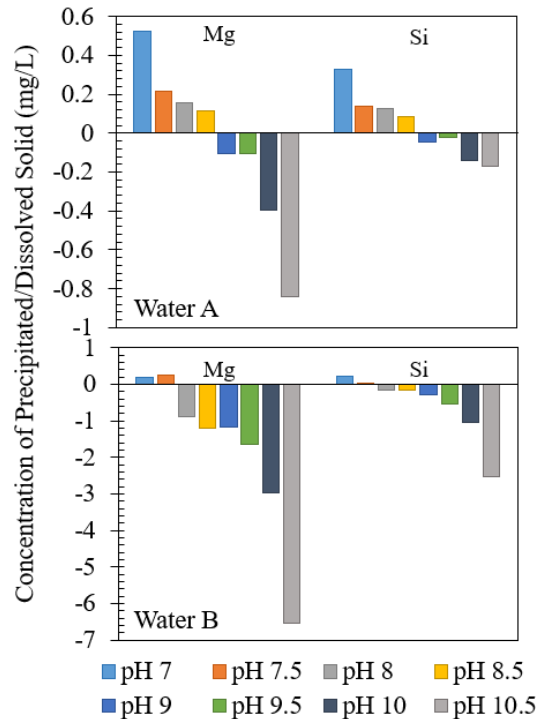 Concentration of Precipitated/Dissolved Solid (mg/L)
0.6
0.4
0.2
0
-0.2
-0.4
-0.6
-0.8
-1
Mg
Si
Water A
1
0
-1
-2
-3
-4
-5
-6
-7
Mg
Si
Water B
pH 7
pH 7.5
pH 8
pH 8.5
pH 9
pH 9.5
pH 10
pH 10.5